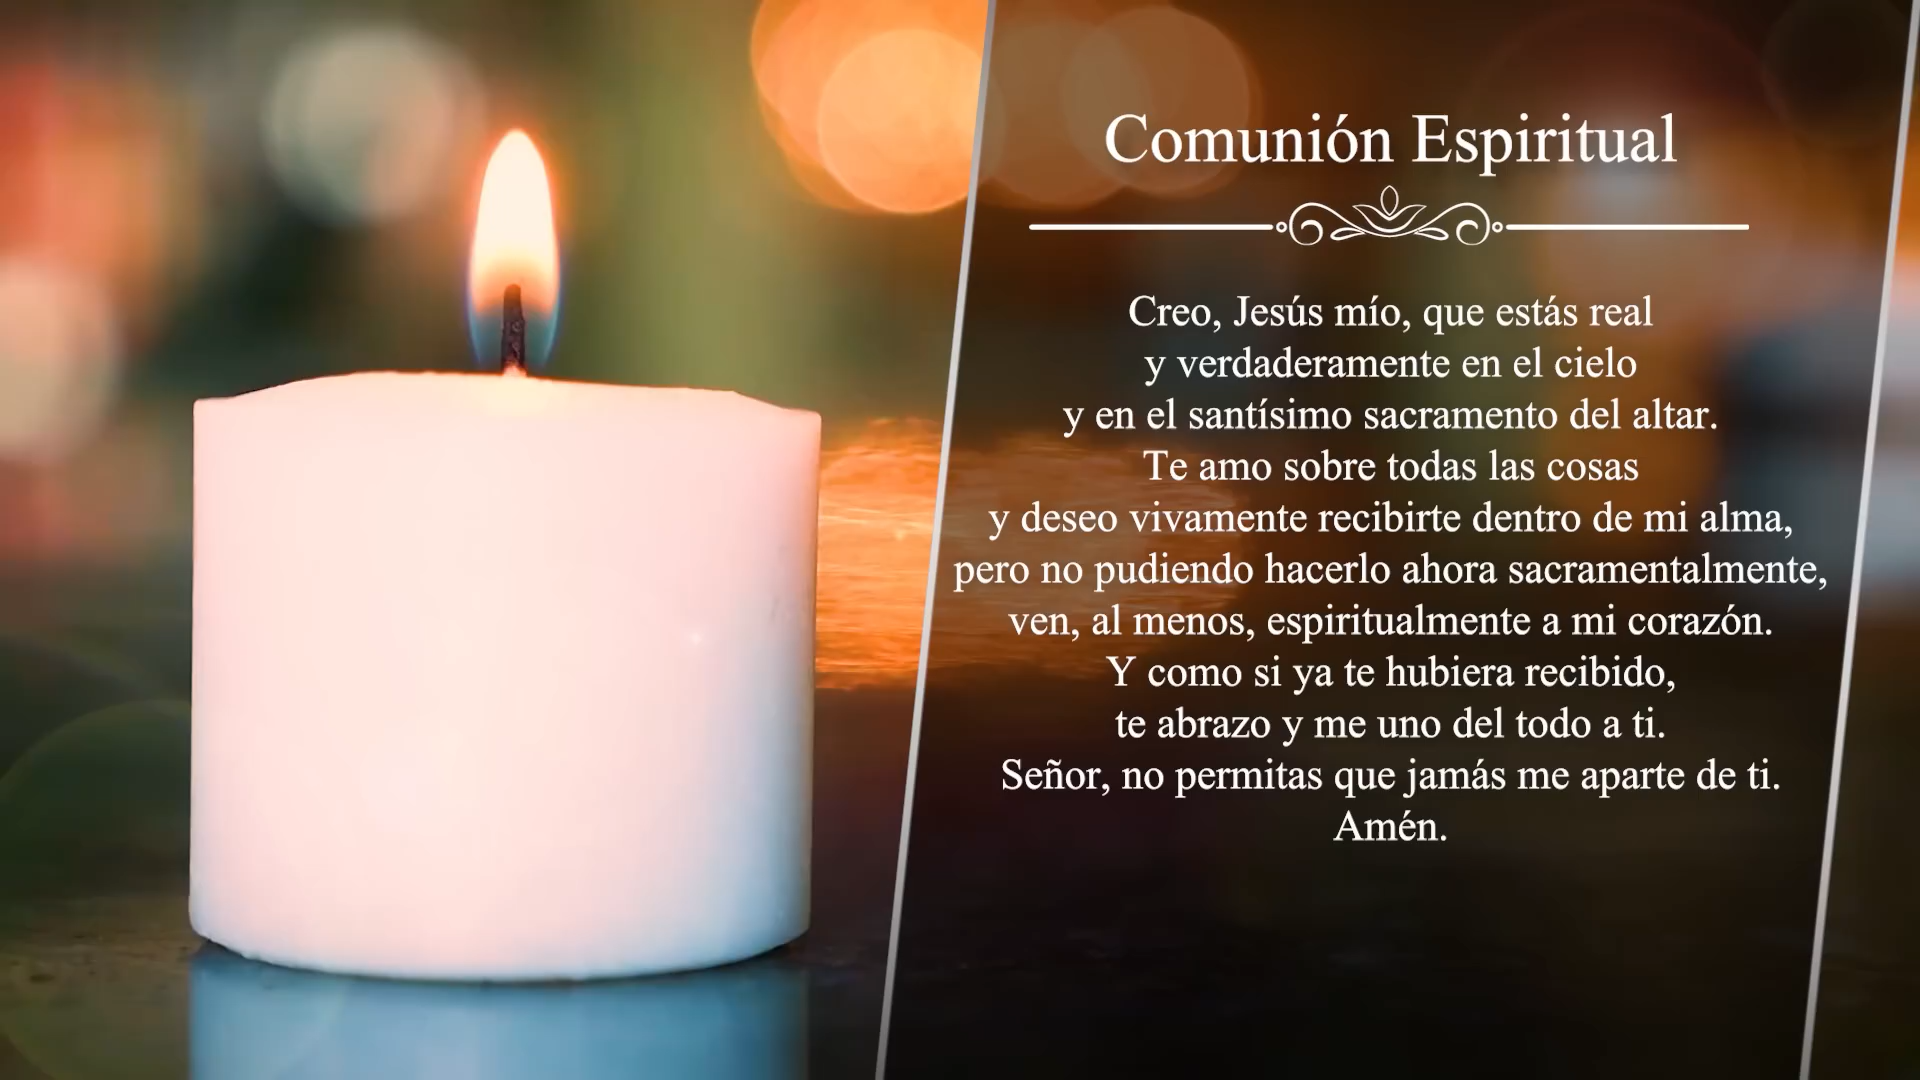 Comunión Espiritual
Creo, Jesús mío, que estás real
y verdaderamente en el cielo
y en el santísimo sacramento del altar.
Te amo sobre todas las cosas
y deseo vivamente recibirte dentro de mi alma,
pero no pudiendo hacerlo ahora sacramentalmente,
ven, al menos, espiritualmente a mi corazón.
Y como si ya te hubiera recibido,
te abrazo y me uno del todo a ti.
Señor, no permitas que jamás me aparte de ti.
Amén.